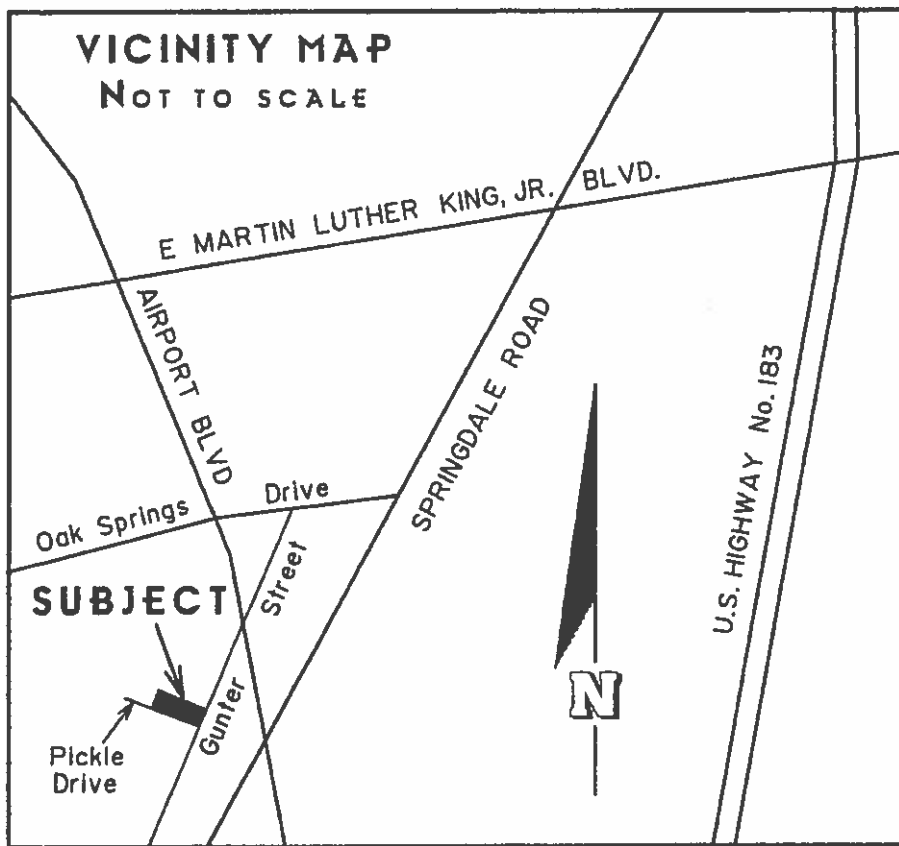 VICINITY MAP
NOT TO SCALE
E MARTIN LUTHER KING, JR. BLVD.
AIRPORT BLVD
SPRINGDALE ROAD
U.S. HIGHWAY No. 183
Oak Springs Drive
SUBJECT
Gunter Street
Pickle
Drive
N